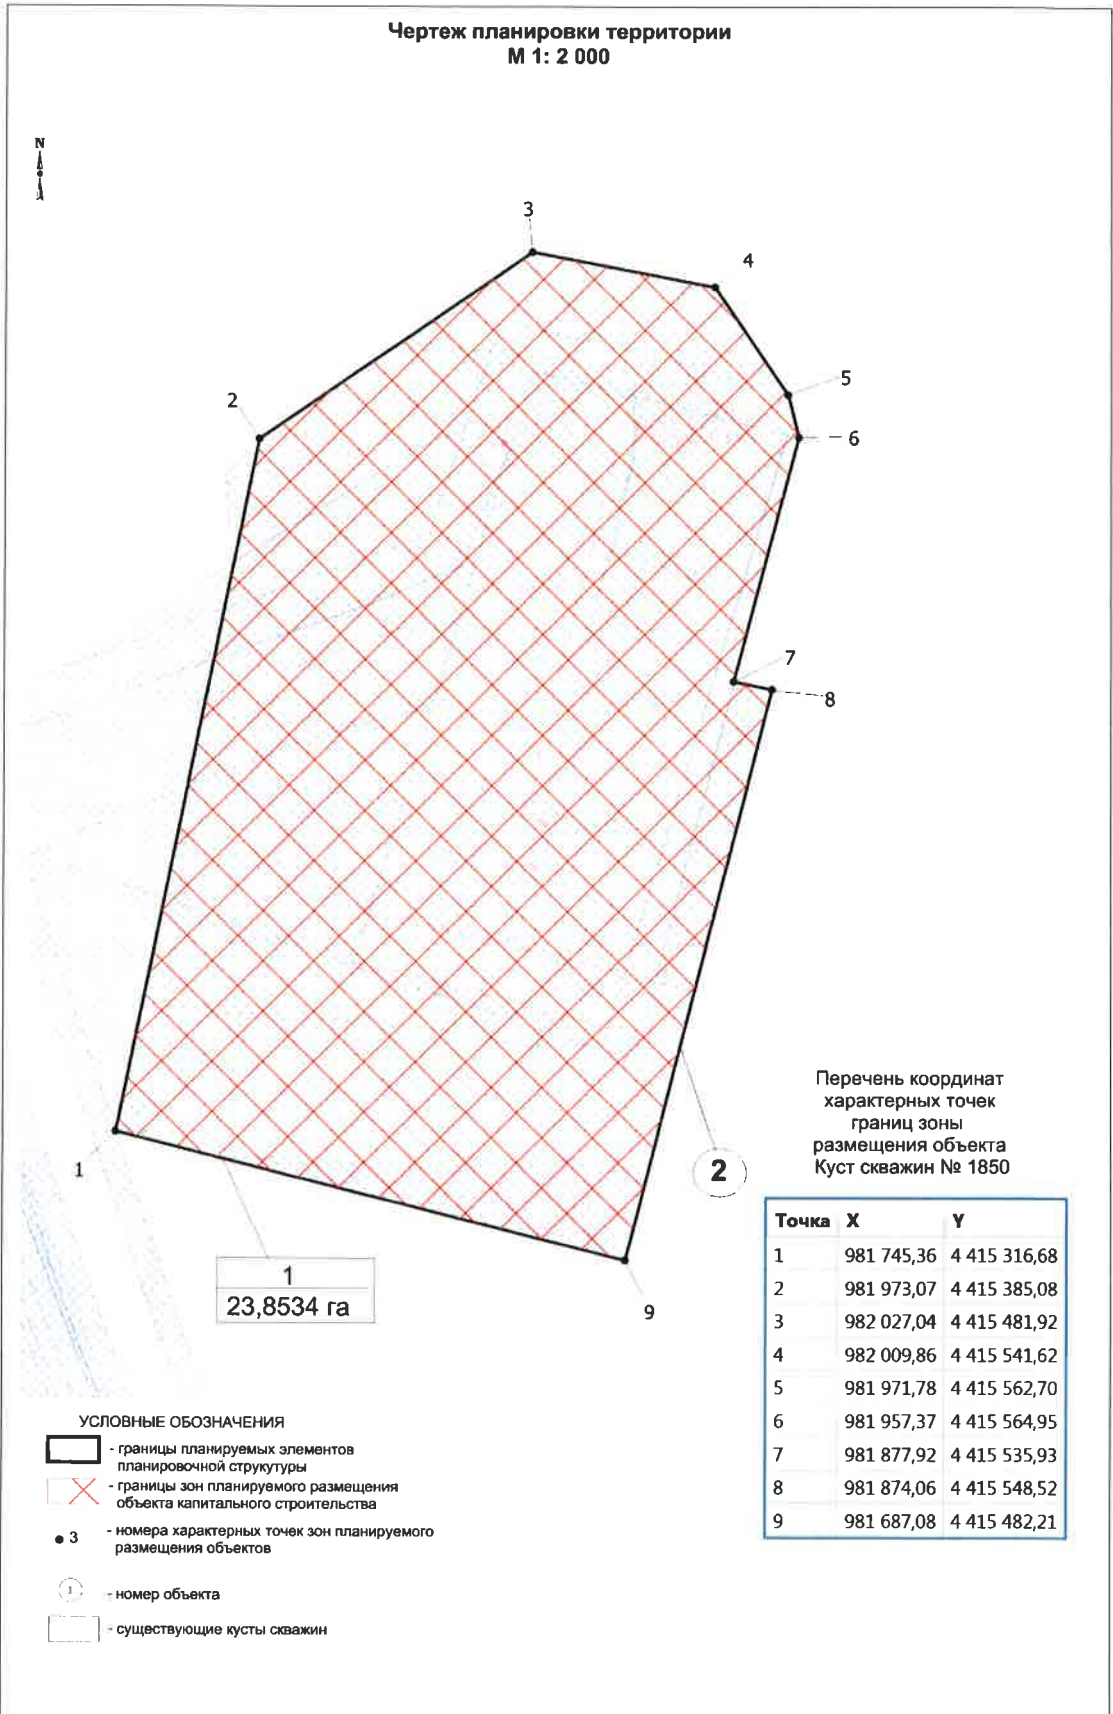 Чертеж планировки территории
М 1: 2 000
N
3
4
5
2
6
7
8
1
2
9
1
23,8534 га
Перечень координат
характерных точек
границ зоны
размещения объекта
Куст скважин № 1850
Точка X Y
1 981 745,36 4 415 316,68
2 981 973,07 4 415 385,08
3 982 027,04 4 415 481,92
4 982 009,86 4 415 541,62
5 981 971,78 4 415 562,70
6 981 957,37 4 415 564,95
7 981 877,92 4 415 535,93
8 981 874,06 4 415 548,52
9 981 687,08 4 415 482,21
УСЛОВНЫЕ ОБОЗНАЧЕНИЯ
- границы планируемых элементов
планировочной струкутуры
- границы зон планируемого размещения
объекта капитального строительства
3 - номера характерных точек зон планируемого
размещения объектов
1 - номер объекта
- существующие кусты скважин